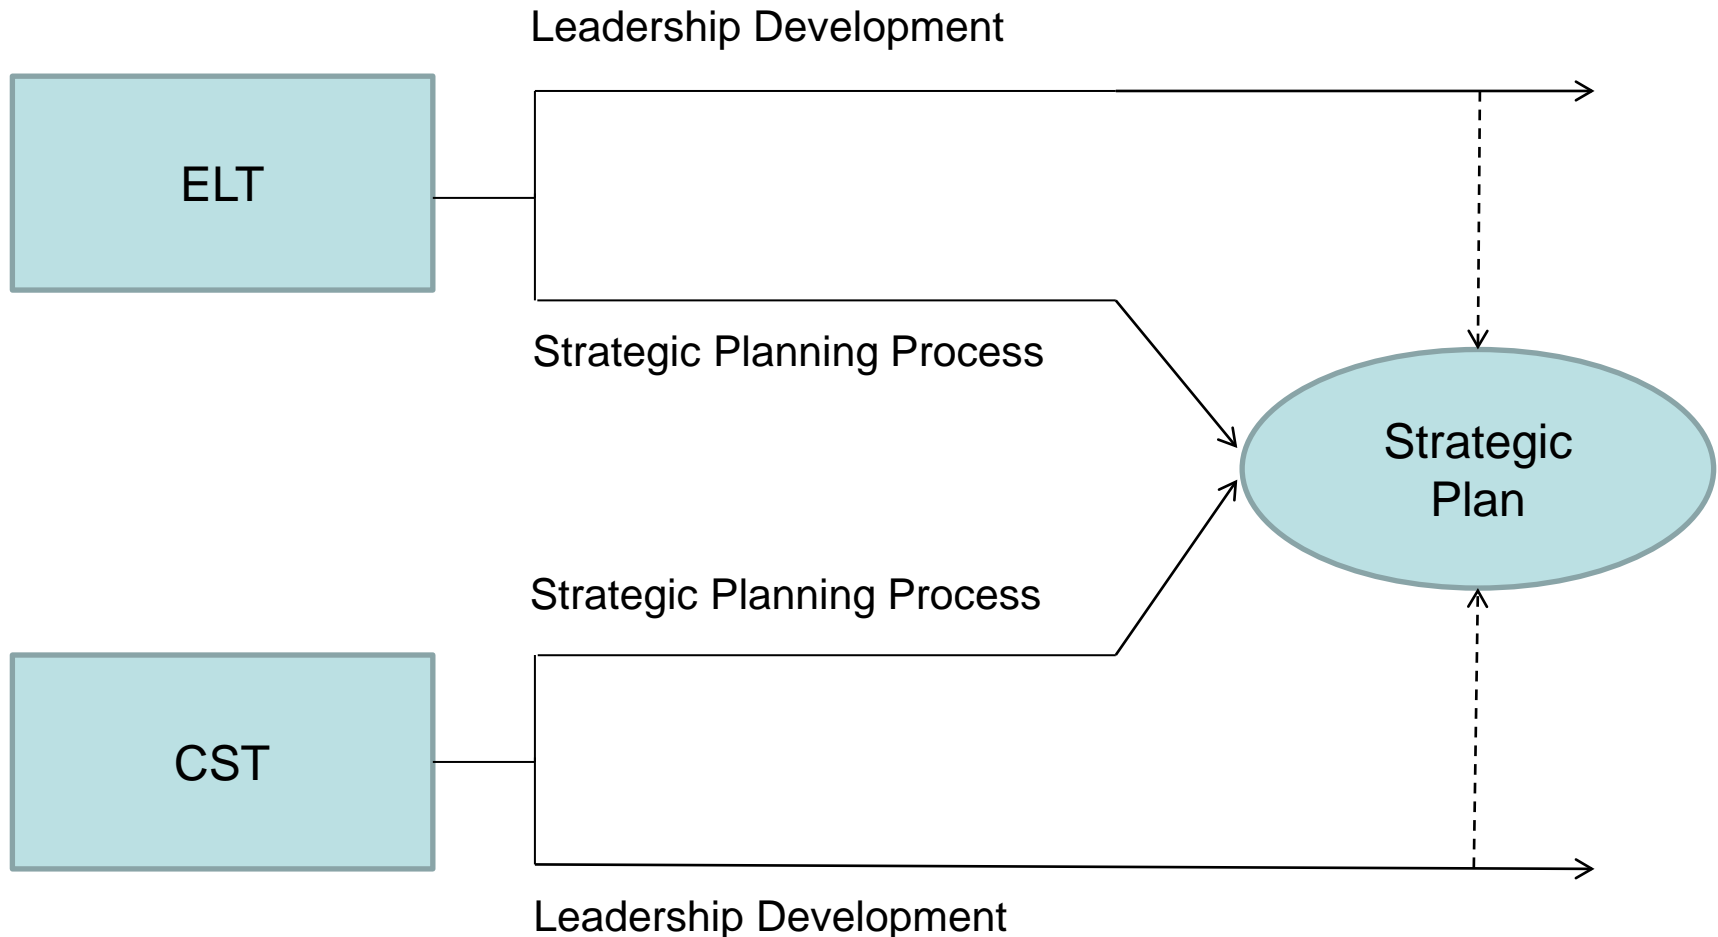 Leadership Development
ELT
Strategic Planning Process
Strategic
Plan
Strategic Planning Process
CST
Leadership Development